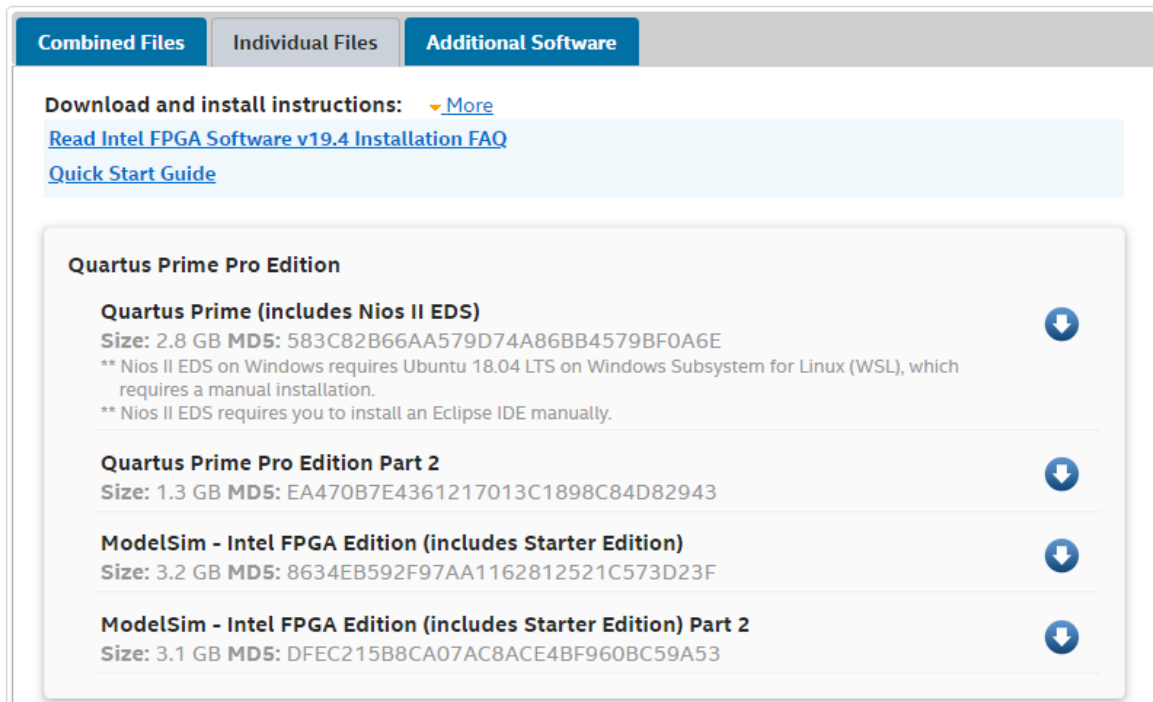 Combined Files
Individual Files
Additional Software
Download and install instructions: More
Read Intel FPGA Software v19.4 Installation FAQ
Quick Start Guide
Quartus Prime Pro Edition
Quartus Prime (includes Nios II EDS)
Size: 2.8 GB MD5: 583C82B66AA579D74A86BB4579BF0A6E
** Nios II EDS on Windows requires Ubuntu 18.04 LTS on Windows Subsystem for Linux (WSL), which
requires a manual installation.
** Nios II EDS requires you to install an Eclipse IDE manually.
Quartus Prime Pro Edition Part 2
Size: 1.3 GB MD5: EA470B7E4361217013C1898C84D82943
ModelSim - Intel FPGA Edition (includes Starter Edition)
Size: 3.2 GB MD5: 8634EB592F97AA1162812521C573D23F
ModelSim - Intel FPGA Edition (includes Starter Edition) Part 2
Size: 3.1 GB MD5: DFEC215B8CA07AC8ACE4BF960BC59A53